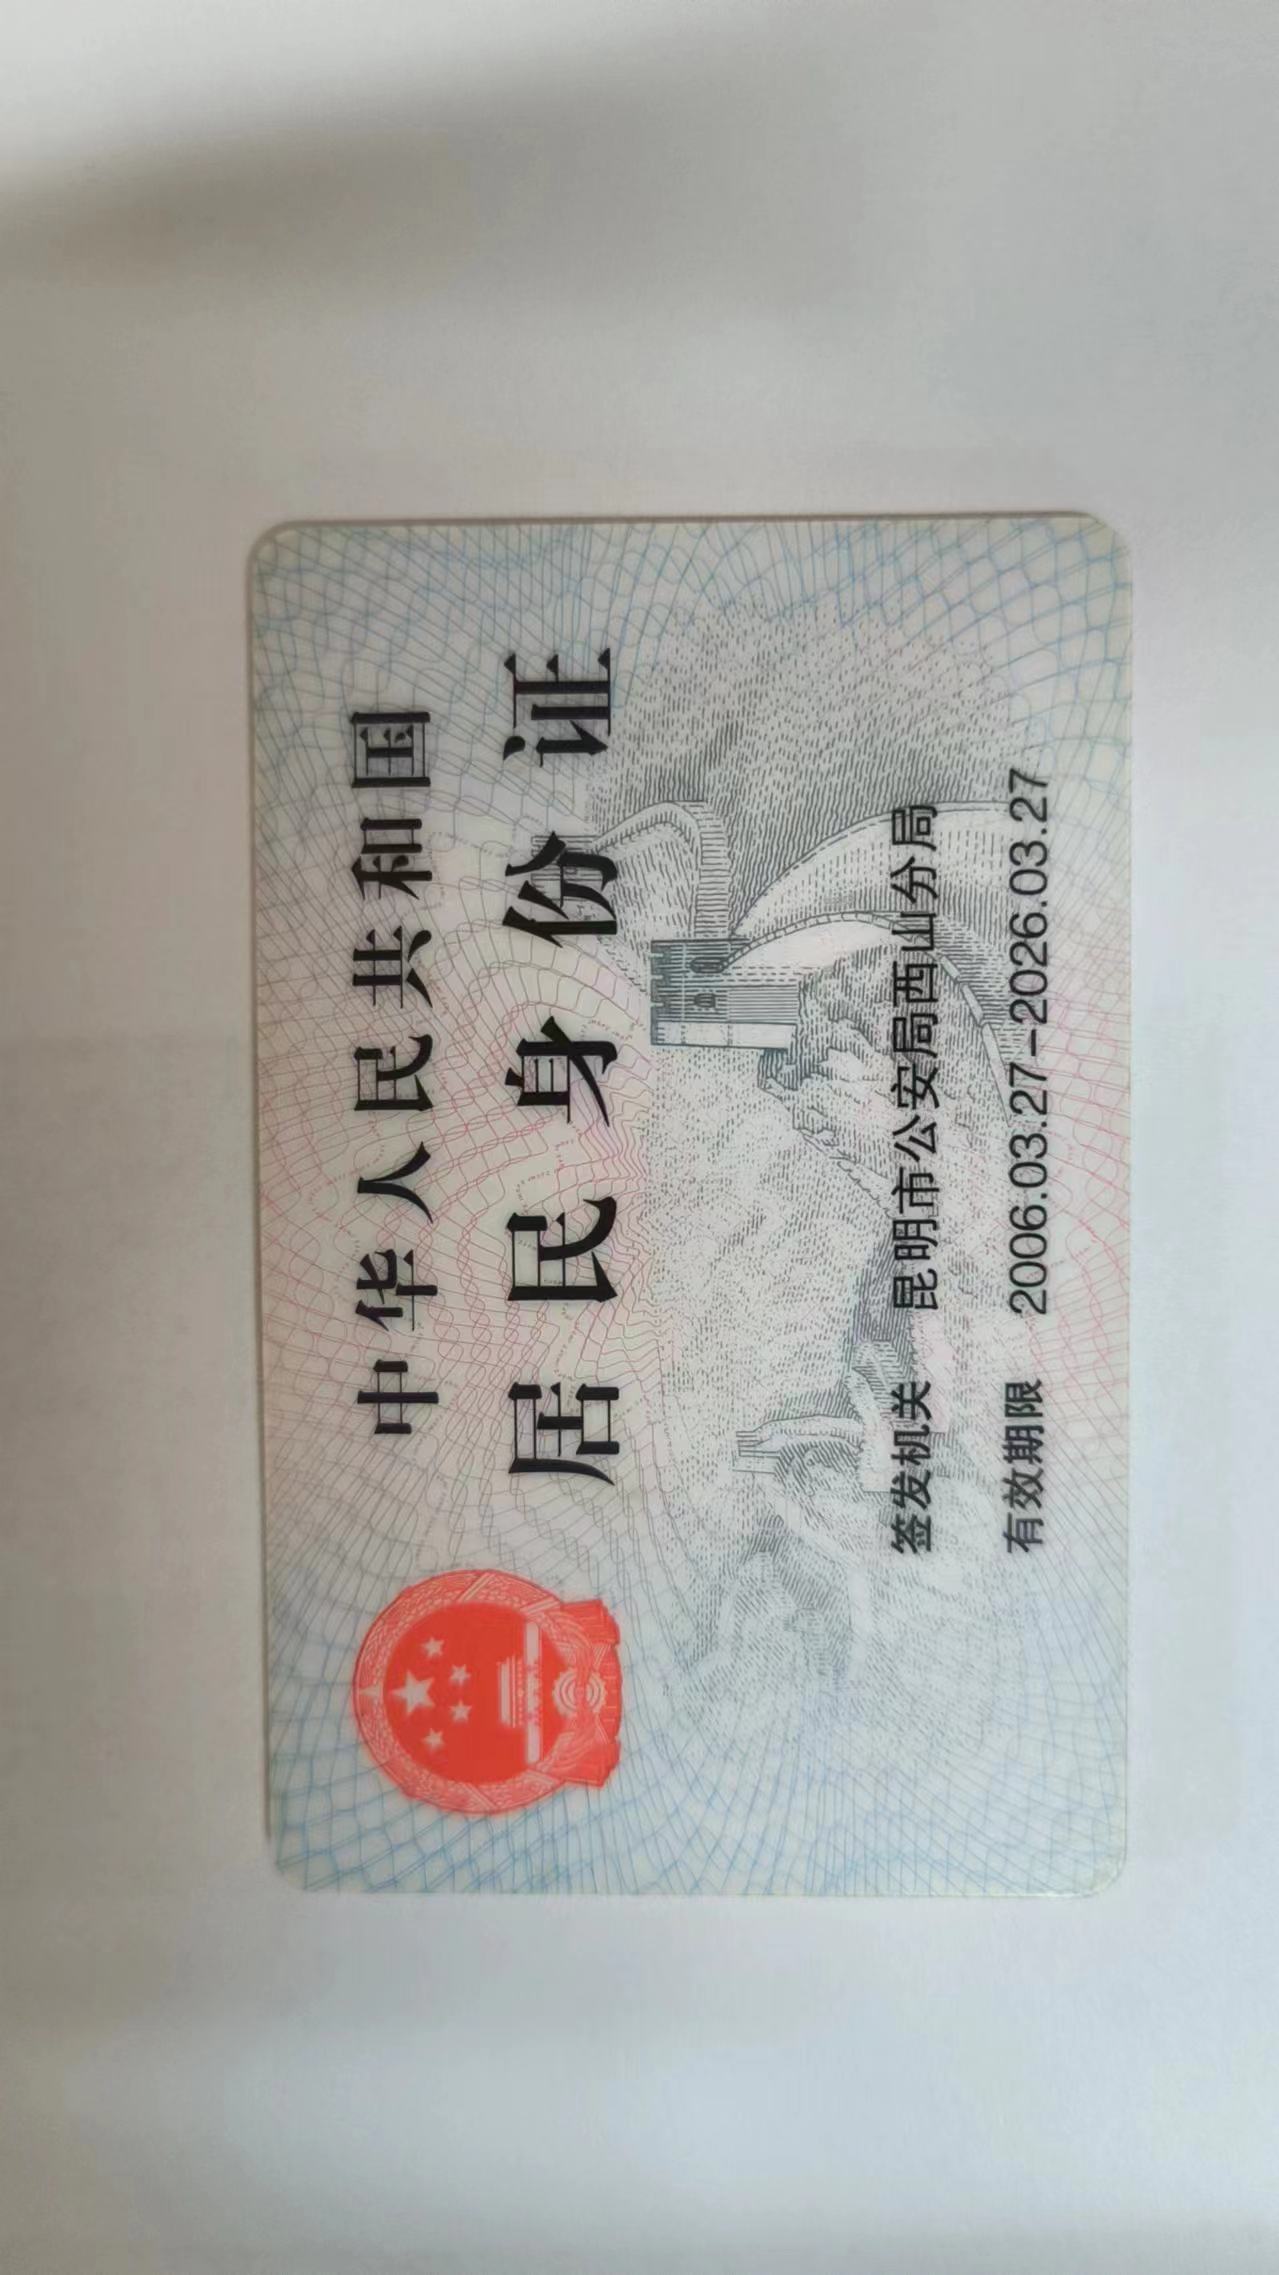 中华人民共和国
居民身份证
签发机关 昆明市公安局西山分局
有效期限 2006.03.27-2026.03.27